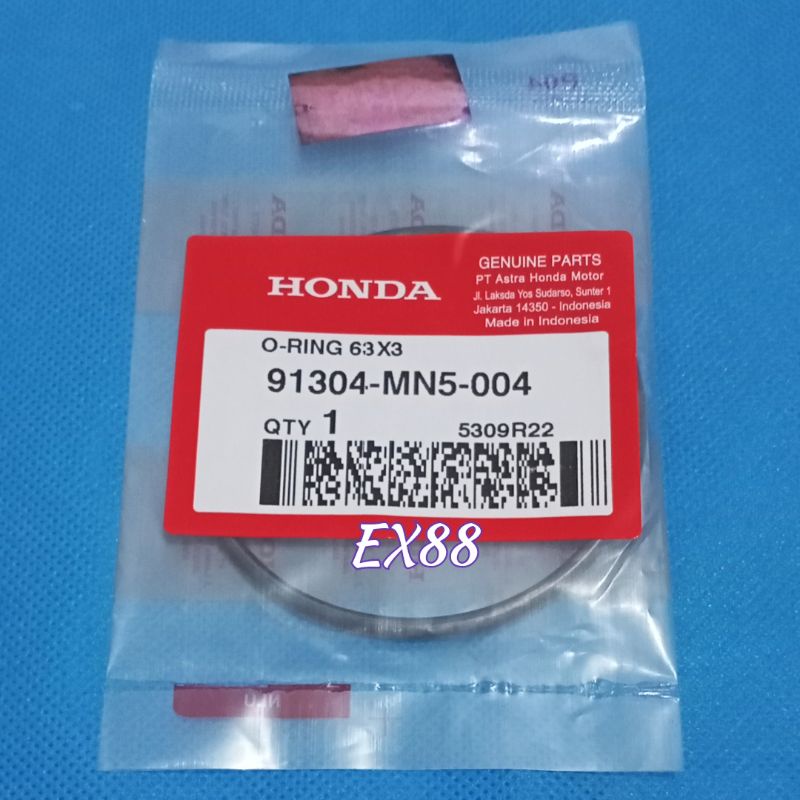 HONDA
GENUINE PARTS
PT Astra Honda Motor
Jl. Laksda Yos Sudarso, Sunter 1
Jakarta 14350 - Indonesia
Made in Indonesia
O-RING 63X3
91304-MN5-004
QTY 1 5309R22
EX88